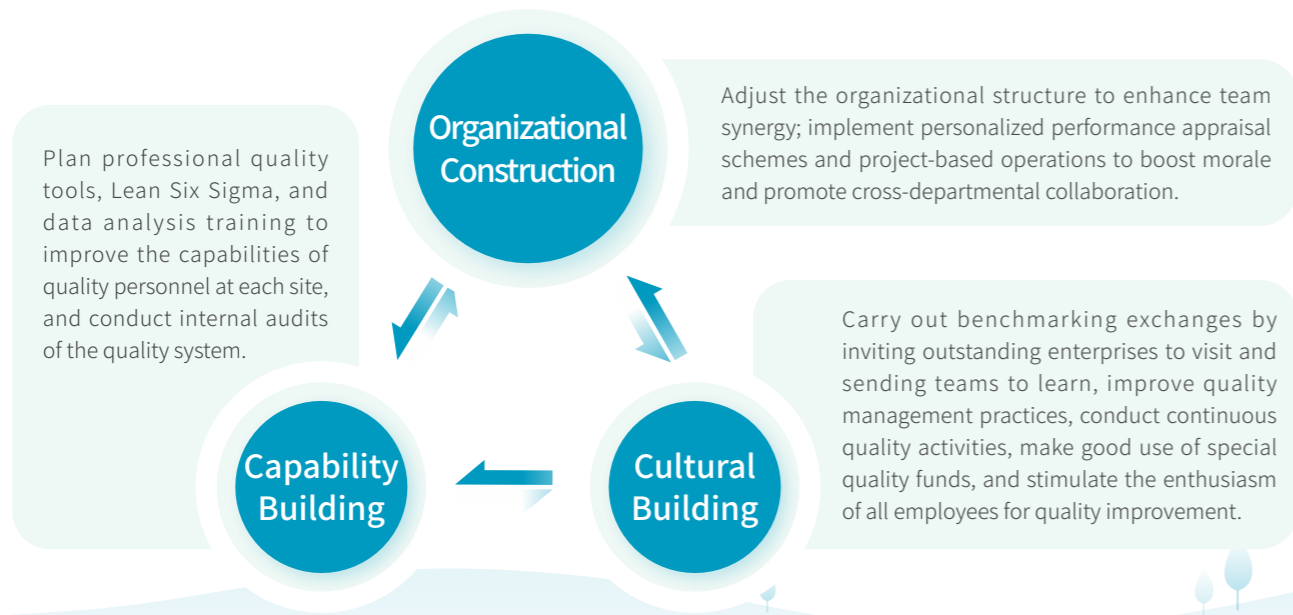 Organizational
Construction
Adjust the organizational structure to enhance team
synergy; implement personalized performance appraisal
schemes and project-based operations to boost morale
and promote cross-departmental collaboration.
Plan professional quality
tools, Lean Six Sigma, and
data analysis training to
improve the capabilities of
quality personnel at each site,
and conduct internal audits
of the quality system.
Capability
Building
Cultural
Building
Carry out benchmarking exchanges by
inviting outstanding enterprises to visit and
sending teams to learn, improve quality
management practices, conduct continuous
quality activities, make good use of special
quality funds, and stimulate the enthusiasm
of all employees for quality improvement.